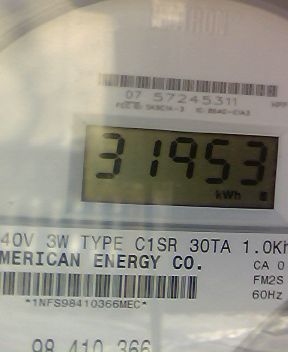 07 57245311
31953
kWh
40V 3W TYPE C1SR 30TA 1.0Kh
MERICAN ENERGY CO.
CA 0
FM2S
*1NFS98410366MEC*
60Hz
98 410 366